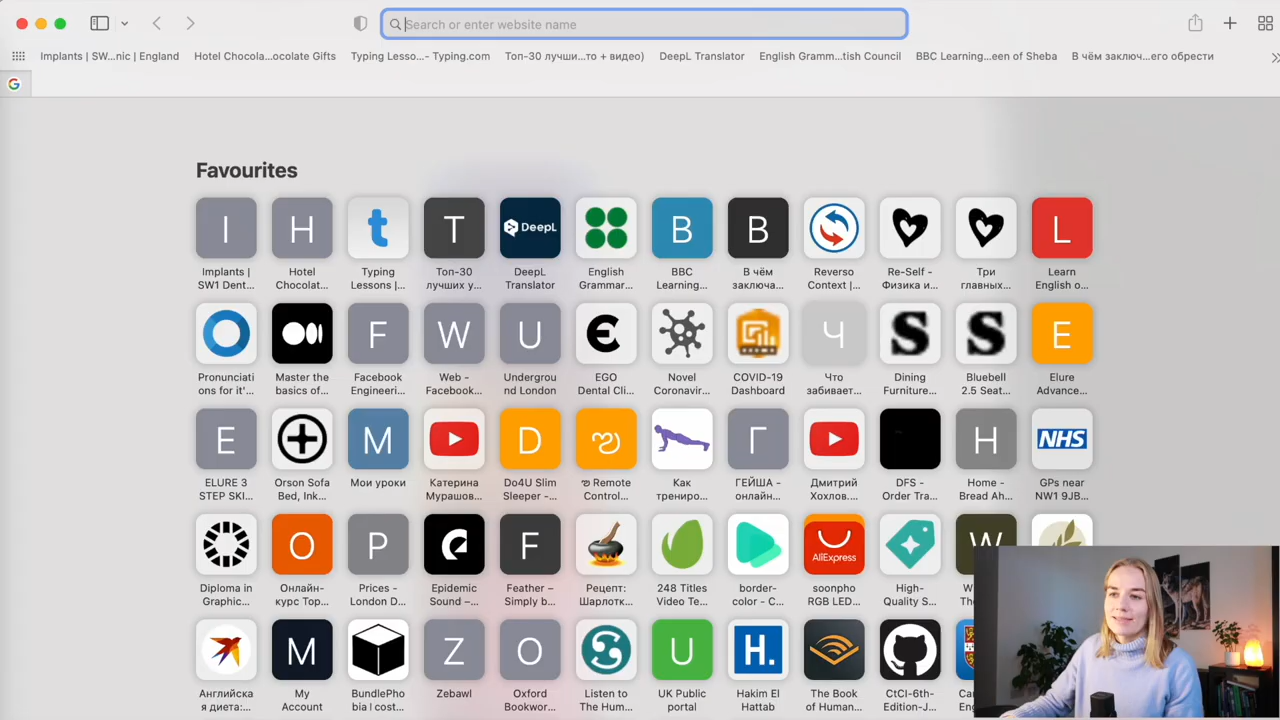 Search or enter website name
Implants | SW...nic | England
Hotel Chocola...ocolate Gifts
Typing Lesso...- Typing.com
Топ-30 лучши...то + видео)
DeepL Translator
English Gramm...tish Council
BBC Learning...een of Sheba
В чём заключ...его обрести
G
Favourites
I H t T DeepL B B L
Implants | SW1 Dent...
Hotel Chocolat...
Typing Lessons |...
Топ-30 лучших у...
DeepL Translator
English Grammar...
BBC Learning...
В чём заключа...
Reverso Context |...
Re-Self - Физика и...
Три главных...
Learn English o...
F W U Є Ч S S E
Pronunciati ons for it'...
Master the basics of...
Facebook Engineeri...
Web - Facebook...
Undergrou nd London
EGO Dental Cli...
Novel Coronavir...
COVID-19 Dashboard
Что забивает...
Dining Furniture...
Bluebell 2.5 Seat...
Elure Advance...
E M D ఌ Г H NHS
ELURE 3 STEP SKI...
Orson Sofa Bed, Ink...
Мои уроки
Катерина Мурашов...
Do4U Slim Sleeper -...
ఌ Remote Control...
Как трениро...
ГЕЙША - онлайн...
Дмитрий Хохлов....
DFS - Order Tra...
Home - Bread Ah...
GPs near NW1 9JB...
O P F AliExpress W
Diploma in Graphic...
Онлайн- курс Top...
Prices - London D...
Epidemic Sound –...
Feather – Simply b...
Рецепт: Шарлотк...
248 Titles Video Te...
border- color - C...
soonpho RGB LED...
High- Quality S...
M Z O U H.
Английска я диета:...
My Account
BundlePho bia | cost...
Zebawl
Oxford Bookwor...
Listen to The Hum...
UK Public portal
Hakim El Hattab
The Book of Human...
CtCI-6th- Edition-J...